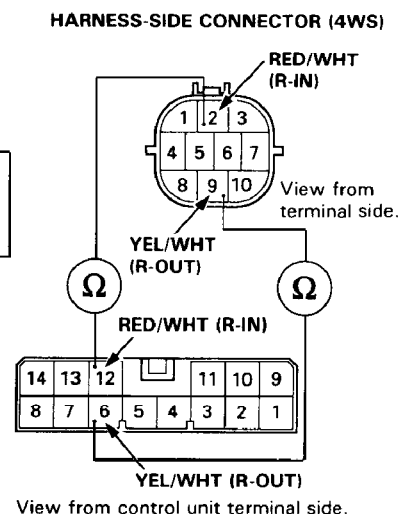 HARNESS-SIDE CONNECTOR (4WS)
RED/WHT
(R-IN)
1 2 3
4 5 6 7
8 9 10
View from
terminal side.
YEL/WHT
(R-OUT)
Ω Ω
RED/WHT (R-IN)
14 13 12 11 10 9
8 7 6 5 4 3 2 1
YEL/WHT (R-OUT)
View from control unit terminal side.